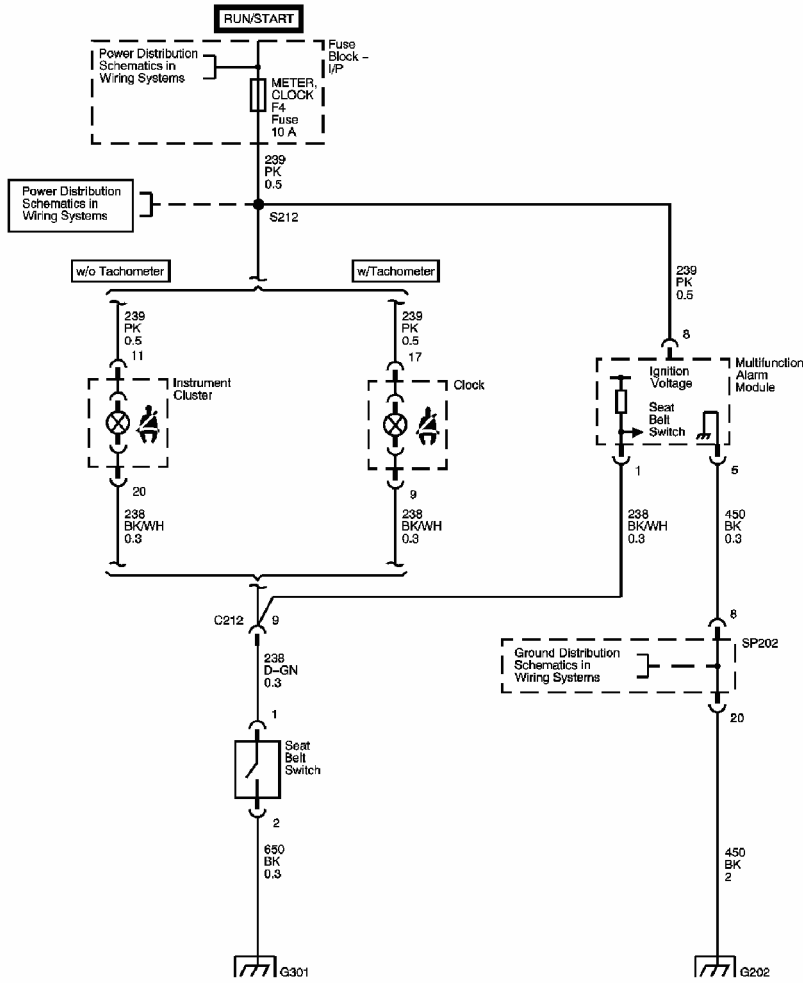 RUN/START
Fuse
Block –
I/P
Power Distribution
Schematics in
Wiring Systems
METER,
CLOCK
F4
Fuse
10 A
239
PK
0.5
Power Distribution
Schematics in
Wiring Systems
S212
w/o Tachometer
w/Tachometer
239
PK
0.5
11
239
PK
0.5
17
239
PK
0.5
8
Instrument
Cluster
Clock
Ignition
Voltage
Seat
Belt
Switch
Multifunction
Alarm
Module
20
9
1
5
238
BK/WH
0.3
238
BK/WH
0.3
238
BK/WH
0.3
450
BK
0.3
C212
9
8
238
D–GN
0.3
SP202
Ground Distribution
Schematics in
Wiring Systems
20
1
Seat
Belt
Switch
2
650
BK
0.3
450
BK
2
G301
G202